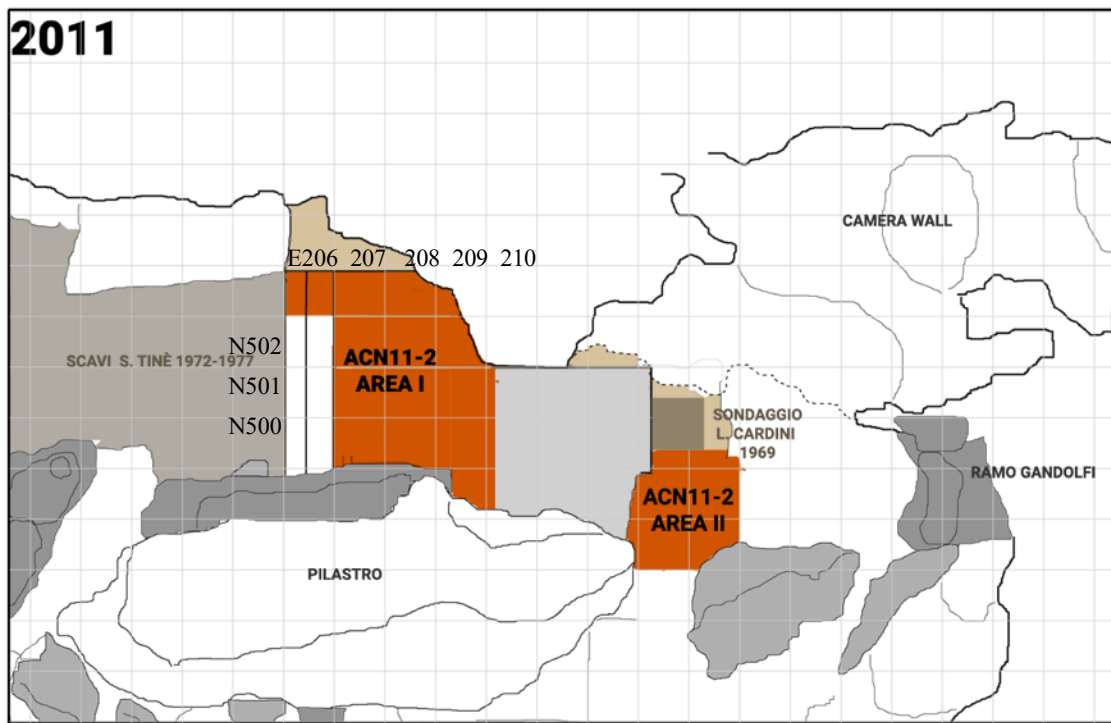 2011
CAMERA WALL
E206 207 208 209 210
N502
SCAVI S. TINÈ 1972-1977
N501
N500
ACN11-2
AREA I
SONDAGGIO
L. CARDINI
1969
RAMO GANDOLFI
ACN11-2
AREA II
PILASTRO